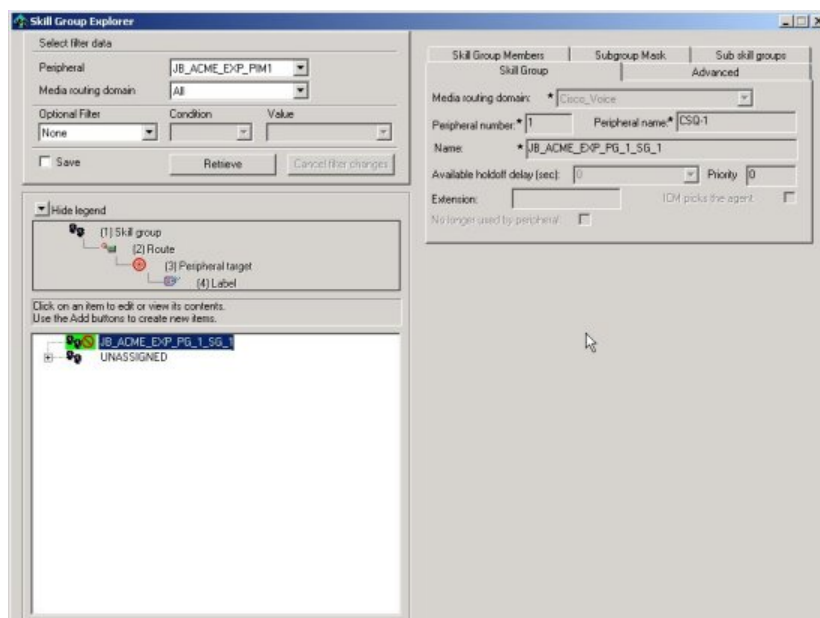 Skill Group Explorer
Select filter data
Peripheral JB_ACME_EXP_PIM1
Media routing domain All
Optional Filter Condition Value
None
Save Retrieve Cancel filter changes
Hide legend
(1) Skill group
(2) Route
(3) Peripheral target
(4) Label
Click on an item to edit or view its contents.
Use the Add buttons to create new items.
JB_ACME_EXP_PG_1_SG_1
UNASSIGNED
Skill Group Members Subgroup Mask Sub skill groups
Skill Group Advanced
Media routing domain: * Cisco_Voice
Peripheral number: * 1 Peripheral name: * CSQ-1
Name: * JB_ACME_EXP_PG_1_SG_1
Available holdoff delay (sec): 0 Priority 0
Extension: ICM picks the agent
No longer used by peripheral: